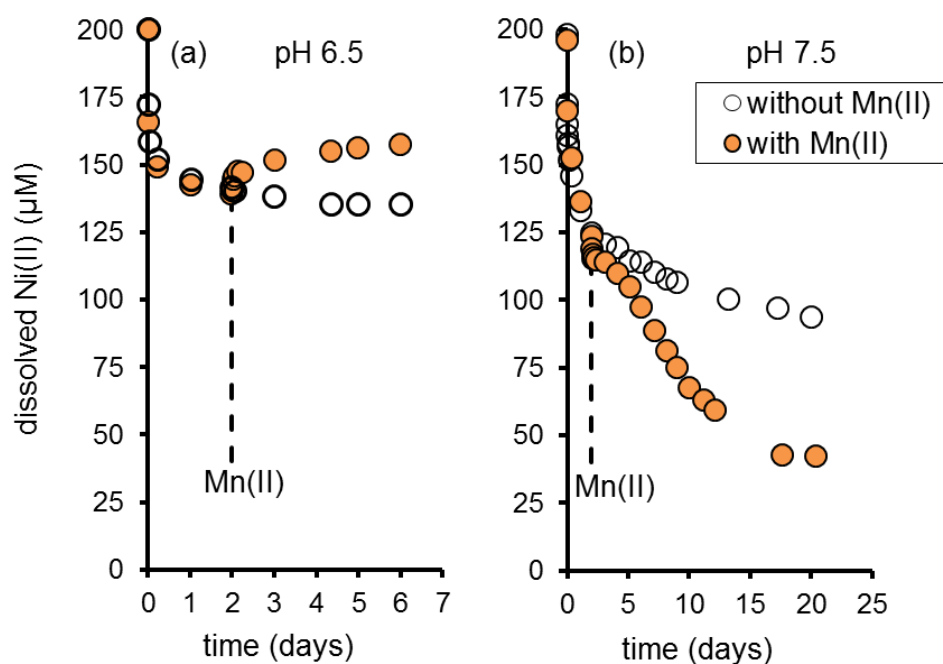 (a) pH 6.5
200
175
150
125
100
75
50
25
0
0 1 2 3 4 5 6 7
Mn(II)
time (days)
dissolved Ni(II) (µM)
(b) pH 7.5
without Mn(II)
with Mn(II)
200
175
150
125
100
75
50
25
0
0 5 10 15 20 25
Mn(II)
time (days)